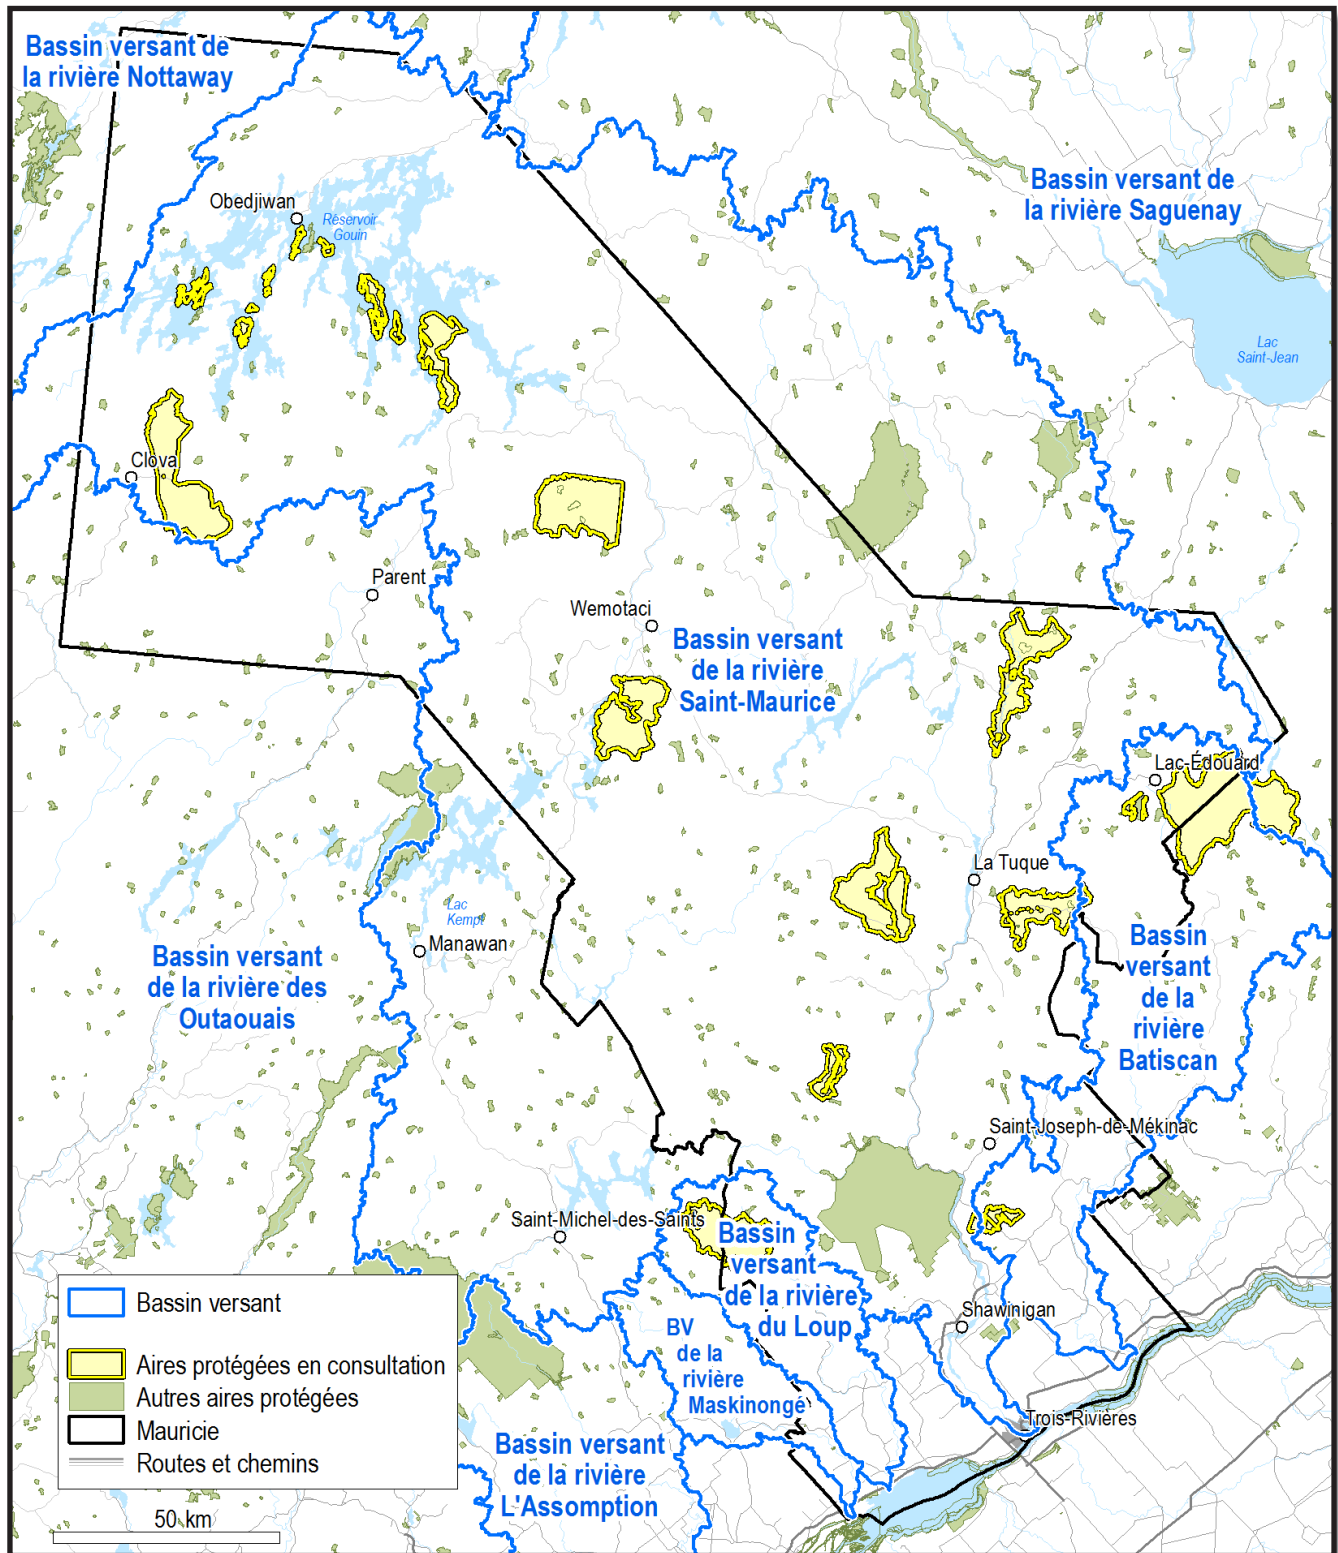 Bassin versant de
la rivière Nottaway
Bassin versant de
la rivière Saguenay
Obedjiwan
Réservoir
Gouin
Lac
Saint-Jean
Clova
Parent
Wemotaci
Bassin versant
de la rivière
Saint-Maurice
Lac-Édouard
La Tuque
Lac
Kempt
Manawan
Bassin versant
de la rivière des
Outaouais
Bassin
versant
de la
rivière
Batiscan
Saint-Joseph-de-Mékinac
Saint-Michel-des-Saints
Bassin
versant
de la rivière
du Loup
Shawinigan
BV
de la
rivière
Maskinongé
Trois-Rivières
Bassin versant
de la rivière
L'Assomption
Bassin versant
Aires protégées en consultation
Autres aires protégées
Mauricie
Routes et chemins
50 km